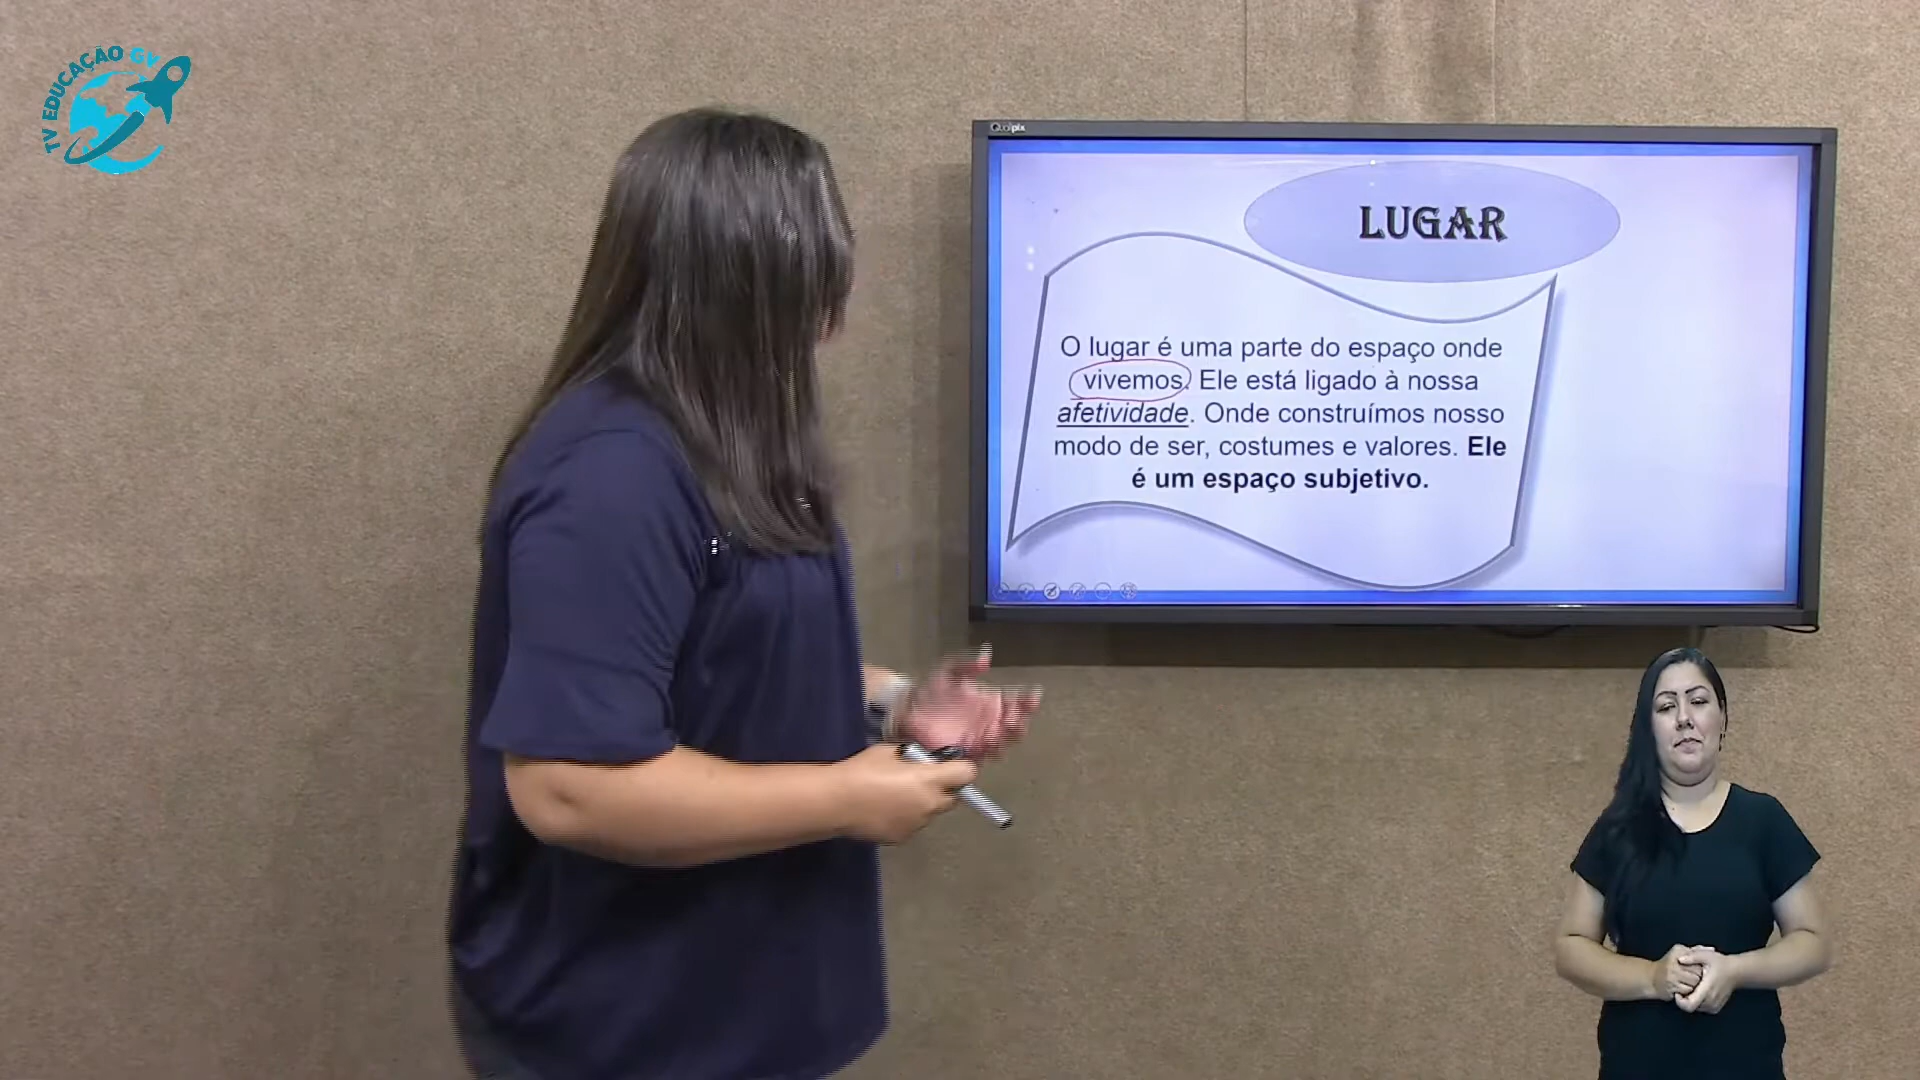 TV EDUCAÇÃO GV
Qualpix
LUGAR
O lugar é uma parte do espaço onde
vivemos. Ele está ligado à nossa
afetividade. Onde construímos nosso
modo de ser, costumes e valores. Ele
é um espaço subjetivo.